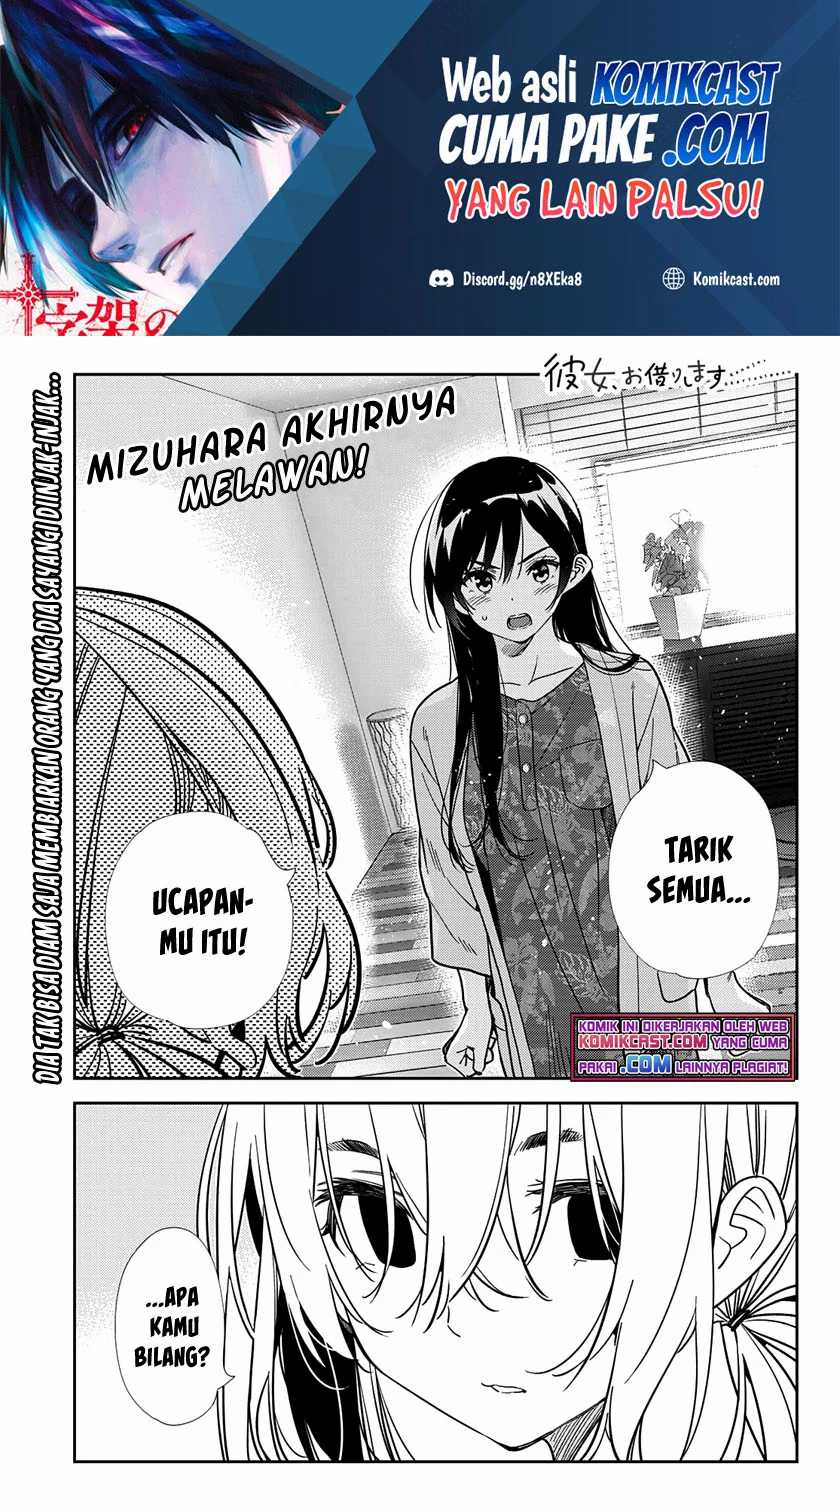 Web asli KOMIKCAST
CUMA PAKE .COM
YANG LAIN PALSU!
Discord.gg/n8XEka8
Komikcast.com
字架の
彼女、お借りします
MIZUHARA AKHIRNYA
MELAWAN!
DIA TAK BISA DIAM SAJA MEMBIARKAN ORANG YANG DIA SAYANGI DIINJAK-INJAK...
TARIK
SEMUA...
UCAPAN-
MU ITU!
KOMIK INI DIKERJAKAN OLEH WEB
KOMIKCAST.COM YANG CUMA
PAKAI .COM LAINNYA PLAGIAT!
...APA
KAMU
BILANG?